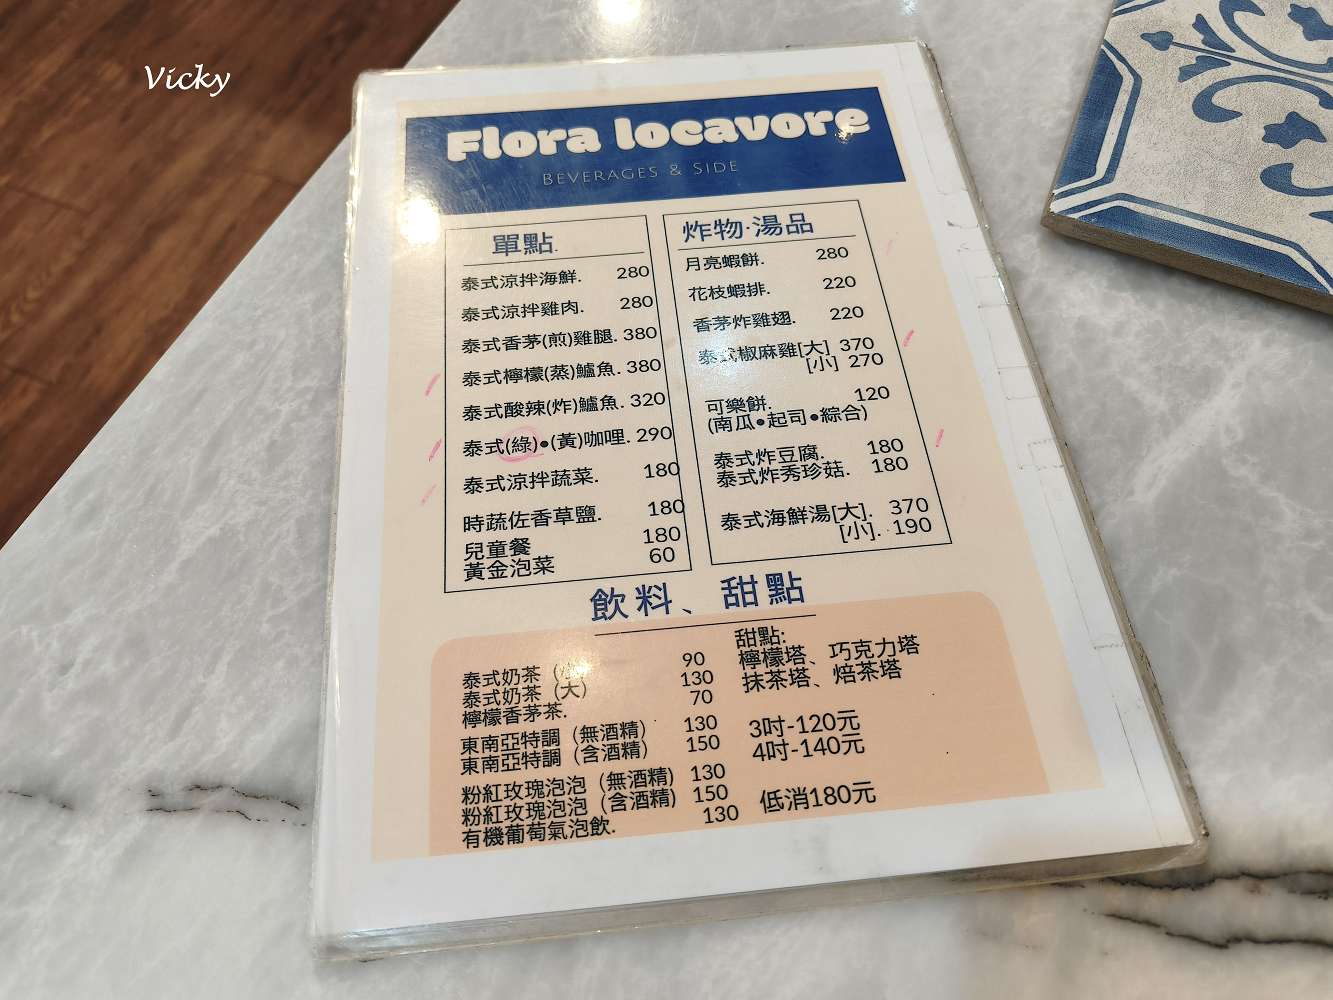 Vicky
Flora locavore
BEVERAGES & SIDE
單點.
泰式涼拌海鮮. 280
泰式涼拌雞肉. 280
泰式香茅(煎)雞腿. 380
泰式檸檬(蒸)鱸魚. 380
泰式酸辣(炸)鱸魚. 320
泰式(綠)•(黃)咖哩. 290
泰式涼拌蔬菜. 180
時蔬佐香草鹽. 180
兒童餐 180
黃金泡菜 60
炸物·湯品
月亮蝦餅. 280
花枝蝦排. 220
香茅炸雞翅. 220
泰式椒麻雞[大] 370
[小] 270
可樂餅. 120
(南瓜•起司•綜合)
泰式炸豆腐. 180
泰式炸秀珍菇. 180
泰式海鮮湯[大]. 370
[小]. 190
飲料、甜點
泰式奶茶 90
泰式奶茶（大） 130
檸檬香茅茶. 70
東南亞特調（無酒精） 130
東南亞特調（含酒精） 150
粉紅玫瑰泡泡（無酒精) 130
粉紅玫瑰泡泡（含酒精) 150
有機葡萄氣泡飲. 130
甜點:
檸檬塔、巧克力塔
抹茶塔、焙茶塔
3吋-120元
4吋-140元
低消180元